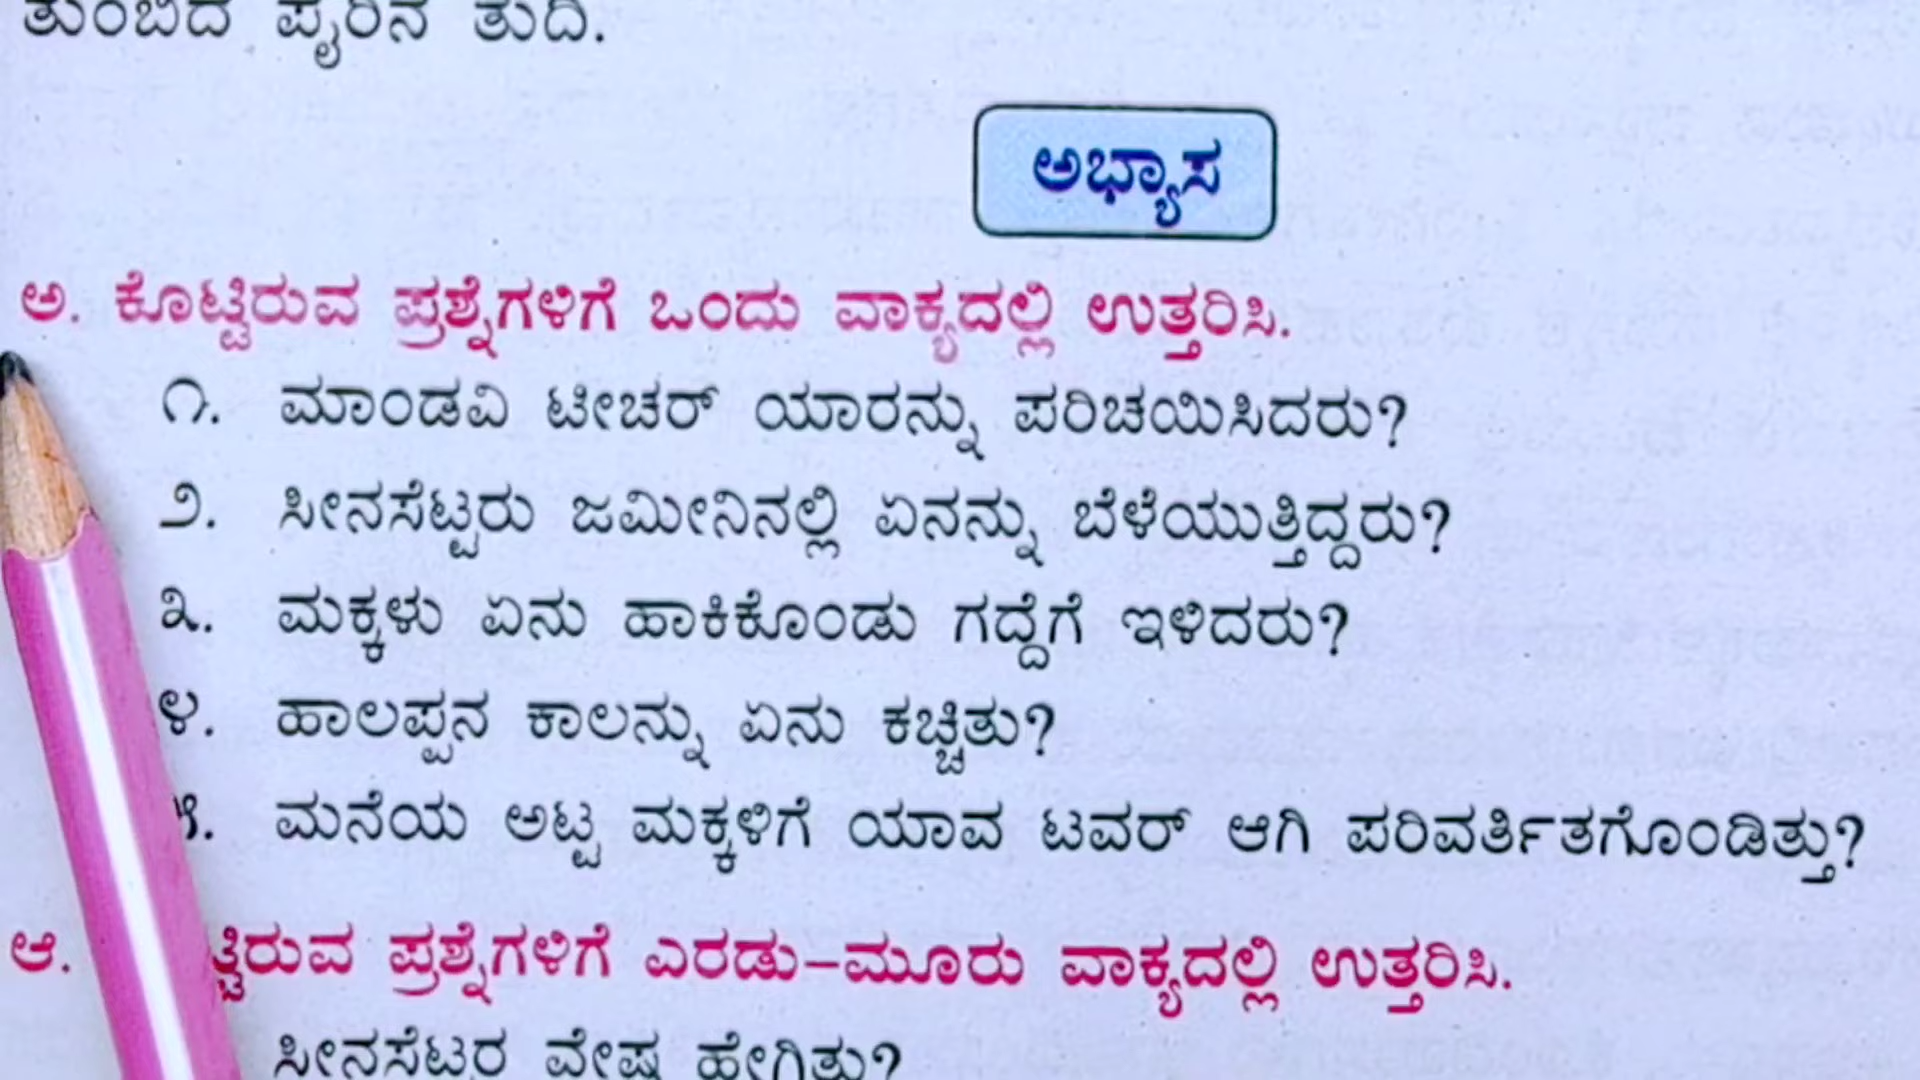 ತುಂಬಿದ ಪೈರಿನ ತುದಿ.
ಅಭ್ಯಾಸ
ಅ. ಕೊಟ್ಟಿರುವ ಪ್ರಶ್ನೆಗಳಿಗೆ ಒಂದು ವಾಕ್ಯದಲ್ಲಿ ಉತ್ತರಿಸಿ.
೧. ಮಾಂಡವಿ ಟೀಚರ್ ಯಾರನ್ನು ಪರಿಚಯಿಸಿದರು?
೨. ಸೀನಸೆಟ್ಟರು ಜಮೀನಿನಲ್ಲಿ ಏನನ್ನು ಬೆಳೆಯುತ್ತಿದ್ದರು?
೩. ಮಕ್ಕಳು ಏನು ಹಾಕಿಕೊಂಡು ಗದ್ದೆಗೆ ಇಳಿದರು?
೪. ಹಾಲಪ್ಪನ ಕಾಲನ್ನು ಏನು ಕಚ್ಚಿತು?
೫. ಮನೆಯ ಅಟ್ಟ ಮಕ್ಕಳಿಗೆ ಯಾವ ಟವರ್ ಆಗಿ ಪರಿವರ್ತಿತಗೊಂಡಿತ್ತು?
ಆ. ಟ್ಟಿರುವ ಪ್ರಶ್ನೆಗಳಿಗೆ ಎರಡು–ಮೂರು ವಾಕ್ಯದಲ್ಲಿ ಉತ್ತರಿಸಿ.
ಸೀನಸೆಟ್ಟರ ವೇಷ ಹೇಗಿತ್ತು?